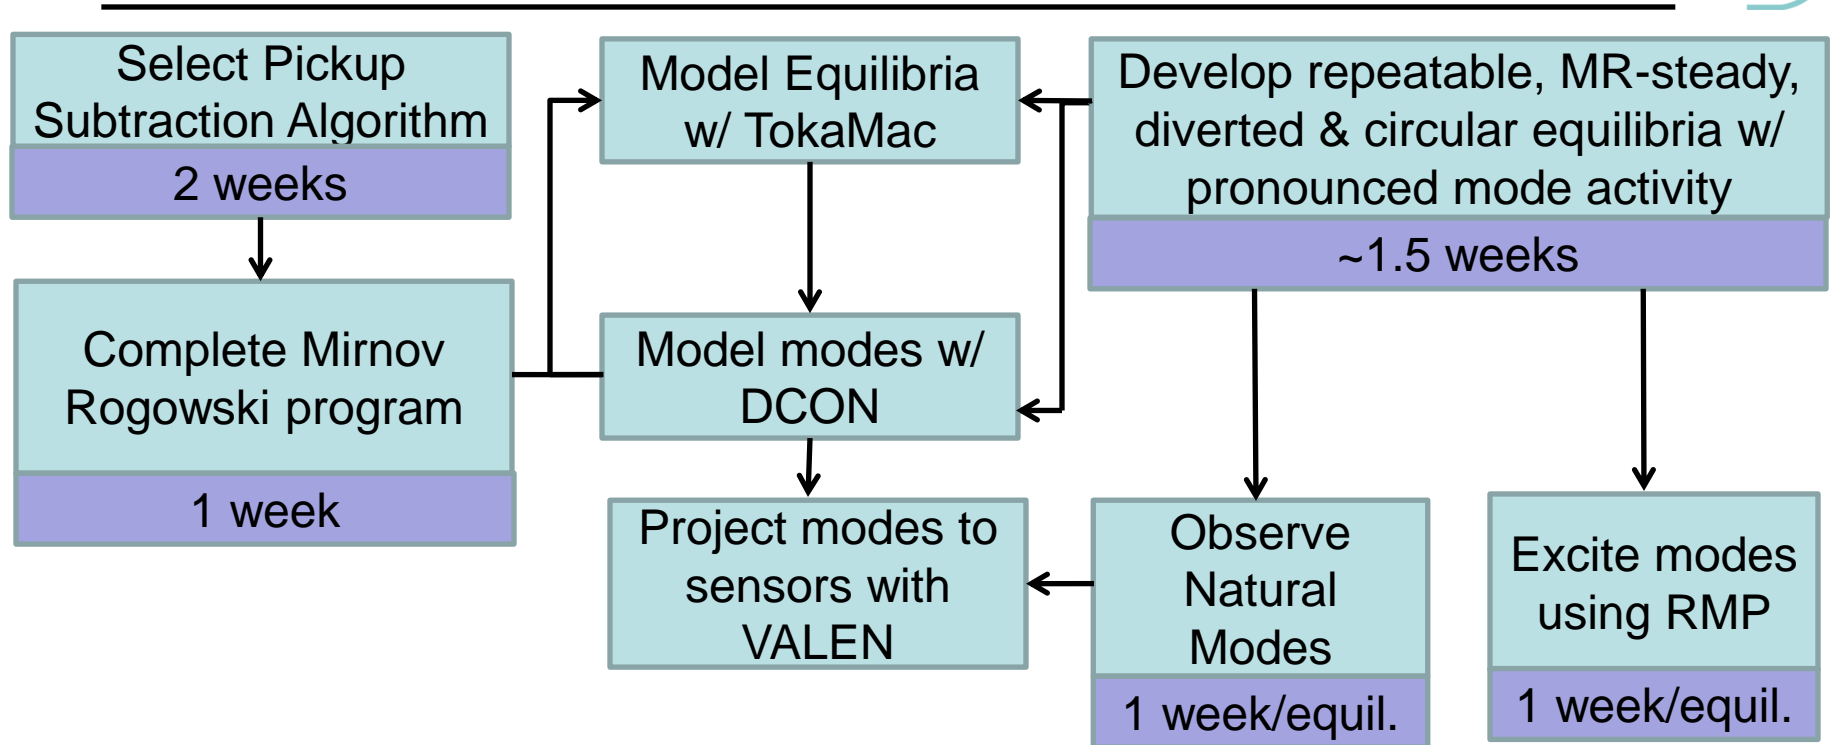 Select Pickup
Subtraction Algorithm
2 weeks
Complete Mirnov
Rogowski program
1 week
Model Equilibria
w/ TokaMac
Model modes w/
DCON
Project modes to
sensors with
VALEN
Develop repeatable, MR-steady,
diverted & circular equilibria w/
pronounced mode activity
~1.5 weeks
Observe
Natural
Modes
1 week/equil.
Excite modes
using RMP
1 week/equil.